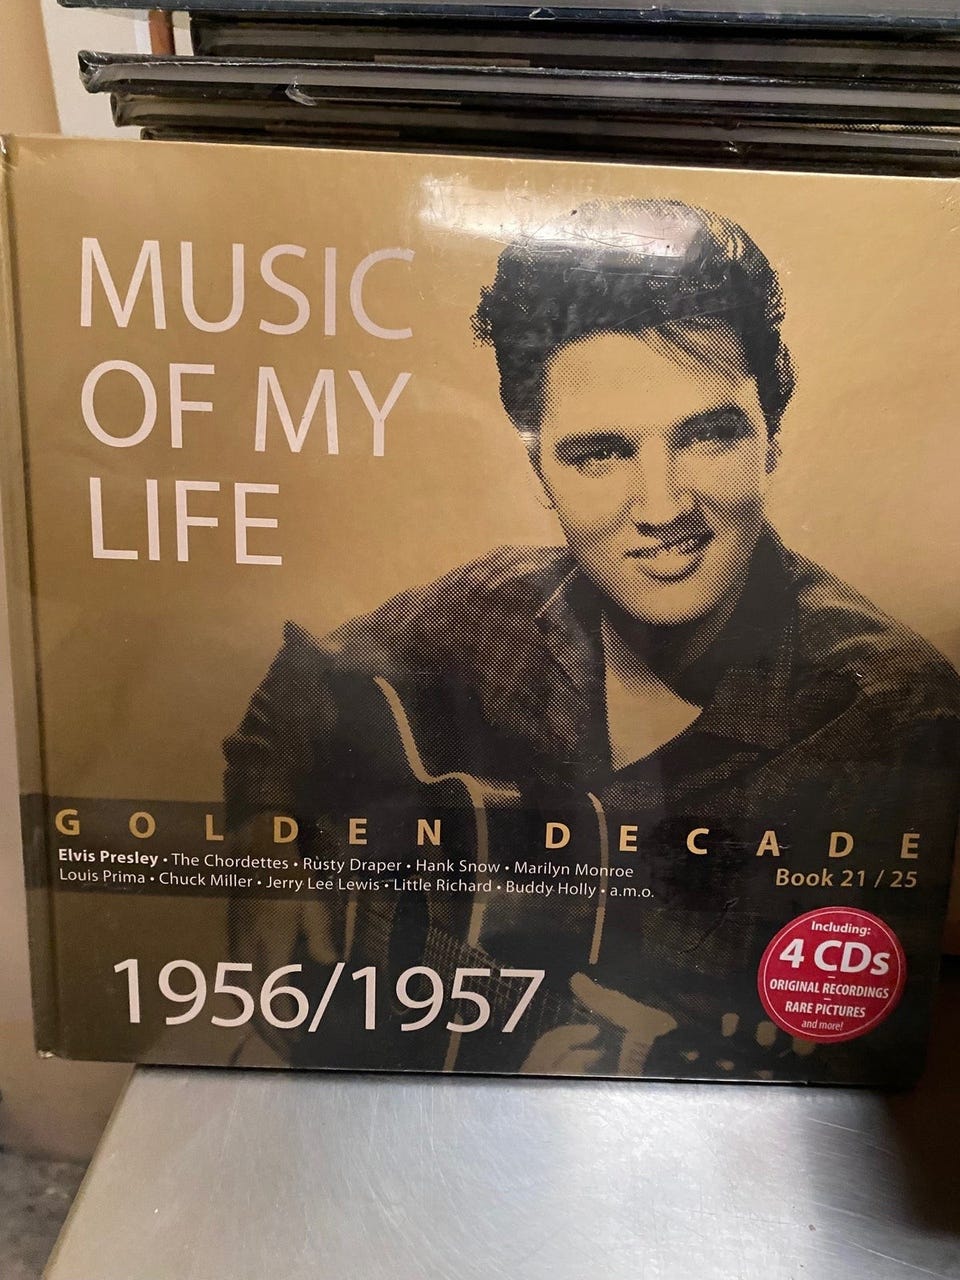 MUSIC
OF MY
LIFE
GOLDEN DECADE
Elvis Presley • The Chordettes • Rusty Draper • Hank Snow • Marilyn Monroe
Louis Prima • Chuck Miller • Jerry Lee Lewis • Little Richard • Buddy Holly • a.m.o.
Book 21 / 25
1956/1957
Including:
4 CDs
–
ORIGINAL RECORDINGS
–
RARE PICTURES
and more!